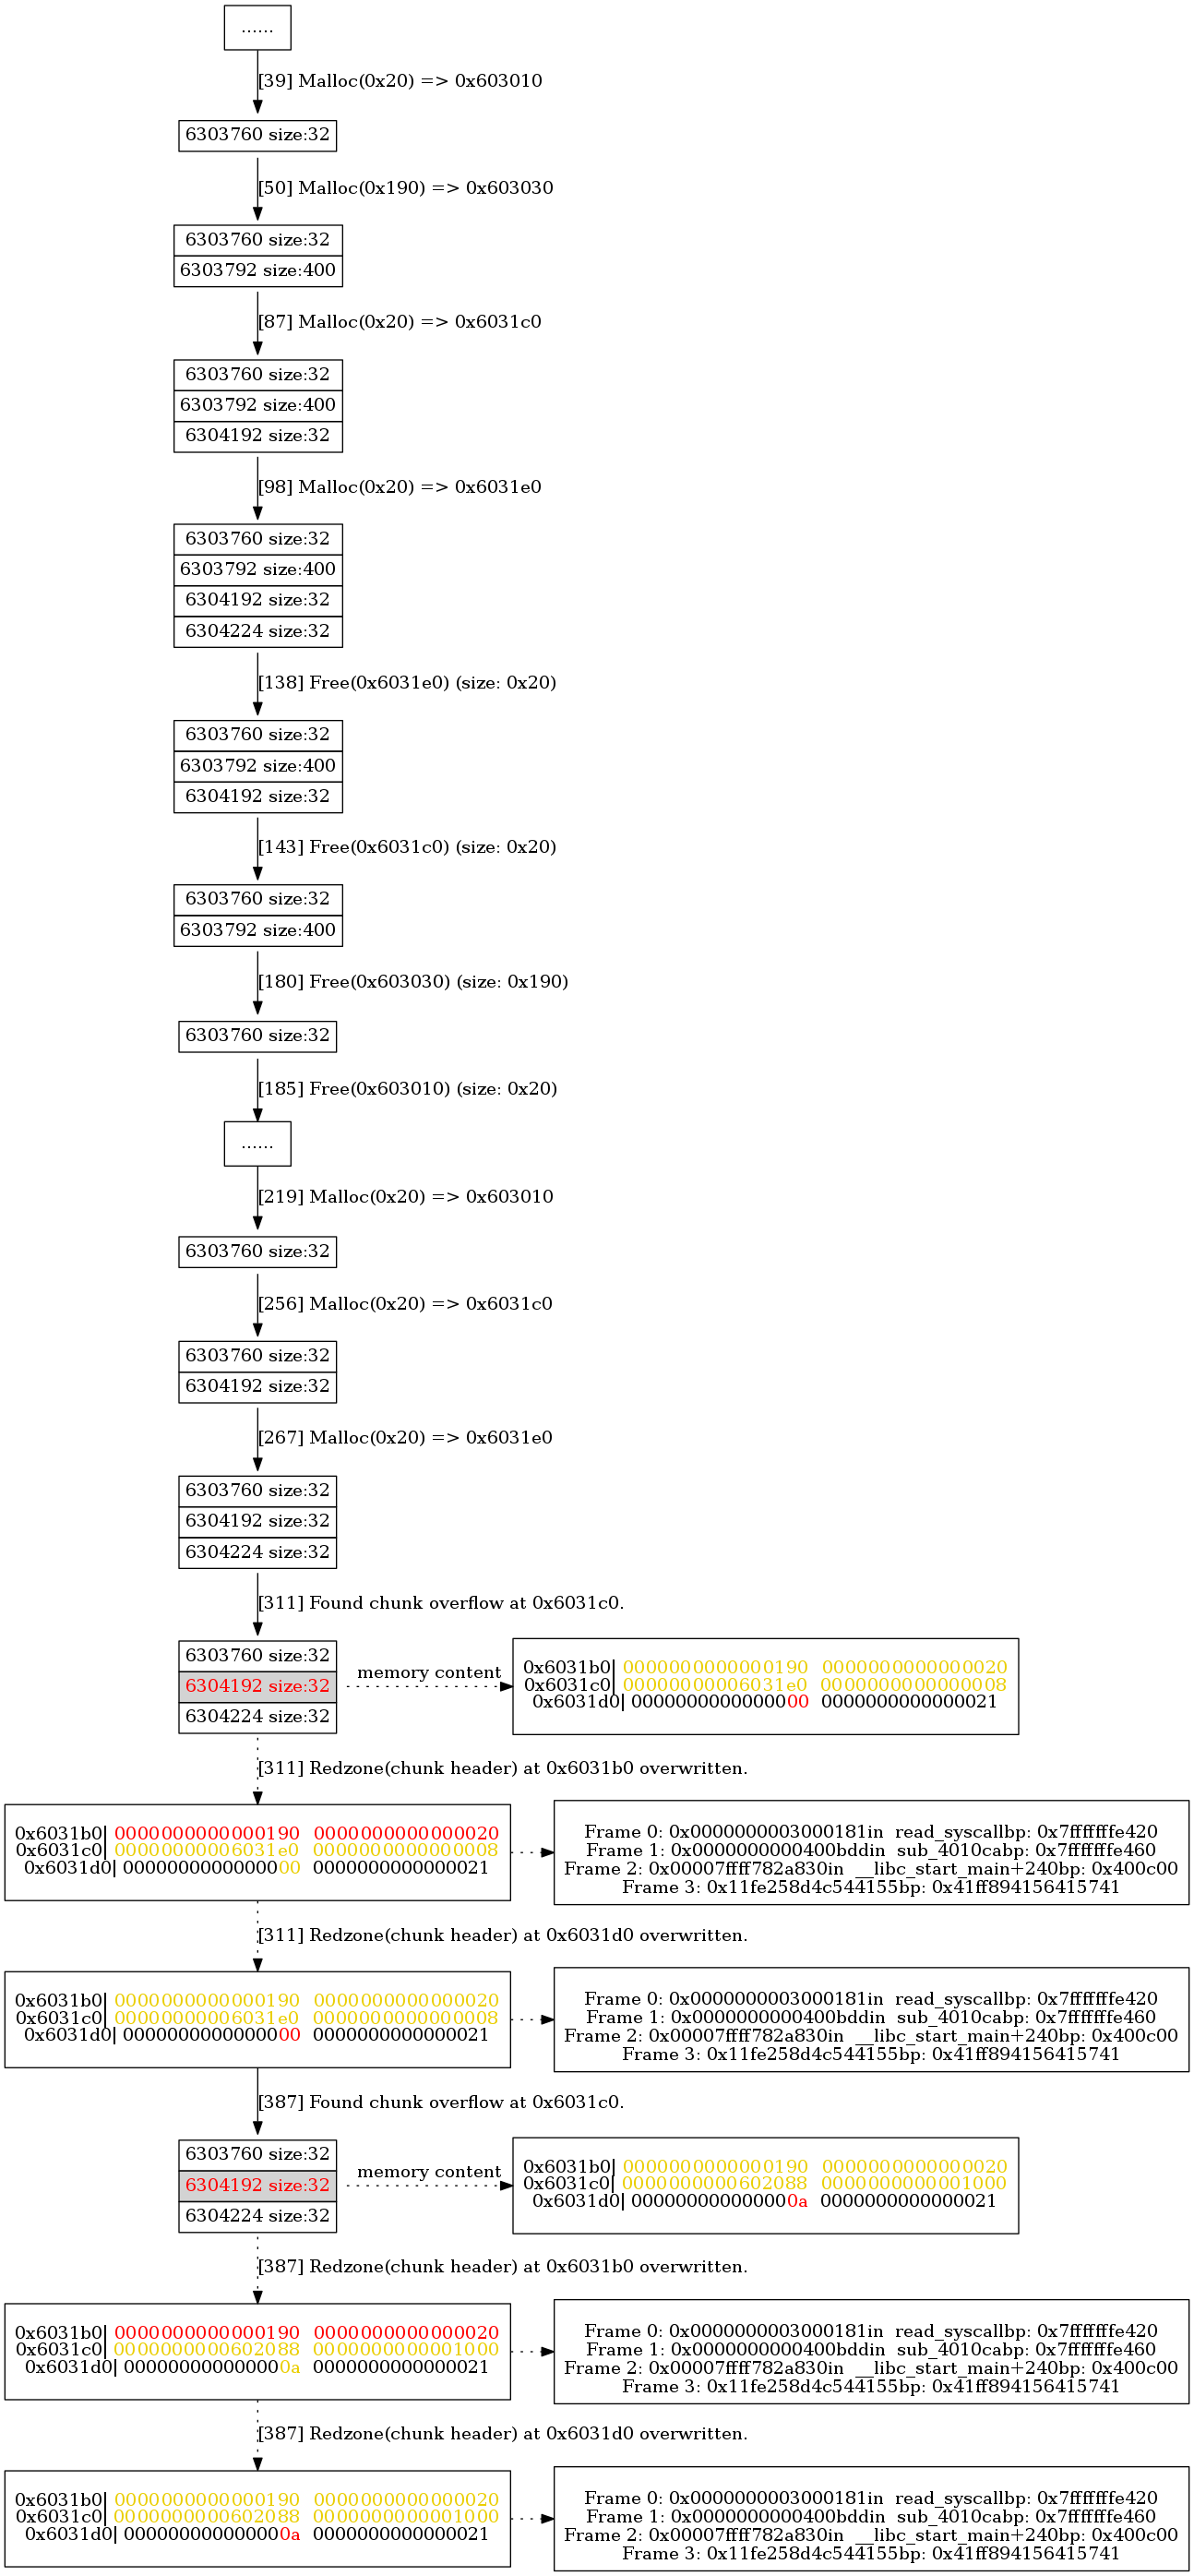 ......
[39] Malloc(0x20) => 0x603010
6303760 size:32
[50] Malloc(0x190) => 0x603030
6303760 size:32
6303792 size:400
[87] Malloc(0x20) => 0x6031c0
6303760 size:32
6303792 size:400
6304192 size:32
[98] Malloc(0x20) => 0x6031e0
6303760 size:32
6303792 size:400
6304192 size:32
6304224 size:32
[138] Free(0x6031e0) (size: 0x20)
6303760 size:32
6303792 size:400
6304192 size:32
[143] Free(0x6031c0) (size: 0x20)
6303760 size:32
6303792 size:400
[180] Free(0x603030) (size: 0x190)
6303760 size:32
[185] Free(0x603010) (size: 0x20)
......
[219] Malloc(0x20) => 0x603010
6303760 size:32
[256] Malloc(0x20) => 0x6031c0
6303760 size:32
6304192 size:32
[267] Malloc(0x20) => 0x6031e0
6303760 size:32
6304192 size:32
6304224 size:32
[311] Found chunk overflow at 0x6031c0.
6303760 size:32
6304192 size:32
6304224 size:32
memory content
0x6031b0| 0000000000000190 0000000000000020
0x6031c0| 00000000006031e0 0000000000000008
0x6031d0| 0000000000000000 0000000000000021
[311] Redzone(chunk header) at 0x6031b0 overwritten.
0x6031b0| 0000000000000190 0000000000000020
0x6031c0| 00000000006031e0 0000000000000008
0x6031d0| 0000000000000000 0000000000000021
Frame 0: 0x0000000003000181in read_syscallbp: 0x7fffffffe420
Frame 1: 0x0000000000400bddin sub_4010cabp: 0x7fffffffe460
Frame 2: 0x00007ffff782a830in __libc_start_main+240bp: 0x400c00
Frame 3: 0x11fe258d4c544155bp: 0x41ff894156415741
[311] Redzone(chunk header) at 0x6031d0 overwritten.
0x6031b0| 0000000000000190 0000000000000020
0x6031c0| 00000000006031e0 0000000000000008
0x6031d0| 0000000000000000 0000000000000021
Frame 0: 0x0000000003000181in read_syscallbp: 0x7fffffffe420
Frame 1: 0x0000000000400bddin sub_4010cabp: 0x7fffffffe460
Frame 2: 0x00007ffff782a830in __libc_start_main+240bp: 0x400c00
Frame 3: 0x11fe258d4c544155bp: 0x41ff894156415741
[387] Found chunk overflow at 0x6031c0.
6303760 size:32
6304192 size:32
6304224 size:32
memory content
0x6031b0| 0000000000000190 0000000000000020
0x6031c0| 0000000000602088 0000000000001000
0x6031d0| 000000000000000a 0000000000000021
[387] Redzone(chunk header) at 0x6031b0 overwritten.
0x6031b0| 0000000000000190 0000000000000020
0x6031c0| 0000000000602088 0000000000001000
0x6031d0| 000000000000000a 0000000000000021
Frame 0: 0x0000000003000181in read_syscallbp: 0x7fffffffe420
Frame 1: 0x0000000000400bddin sub_4010cabp: 0x7fffffffe460
Frame 2: 0x00007ffff782a830in __libc_start_main+240bp: 0x400c00
Frame 3: 0x11fe258d4c544155bp: 0x41ff894156415741
[387] Redzone(chunk header) at 0x6031d0 overwritten.
0x6031b0| 0000000000000190 0000000000000020
0x6031c0| 0000000000602088 0000000000001000
0x6031d0| 000000000000000a 0000000000000021
Frame 0: 0x0000000003000181in read_syscallbp: 0x7fffffffe420
Frame 1: 0x0000000000400bddin sub_4010cabp: 0x7fffffffe460
Frame 2: 0x00007ffff782a830in __libc_start_main+240bp: 0x400c00
Frame 3: 0x11fe258d4c544155bp: 0x41ff894156415741